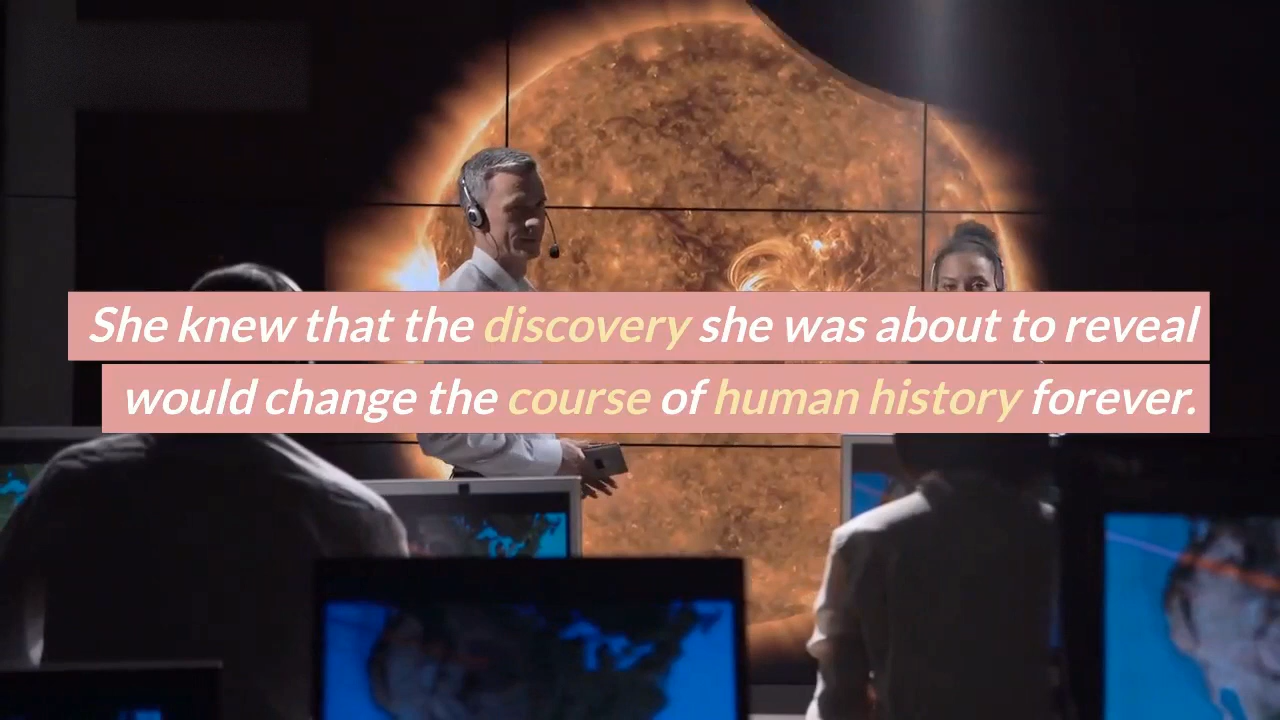 She knew that the discovery she was about to reveal
would change the course of human history forever.